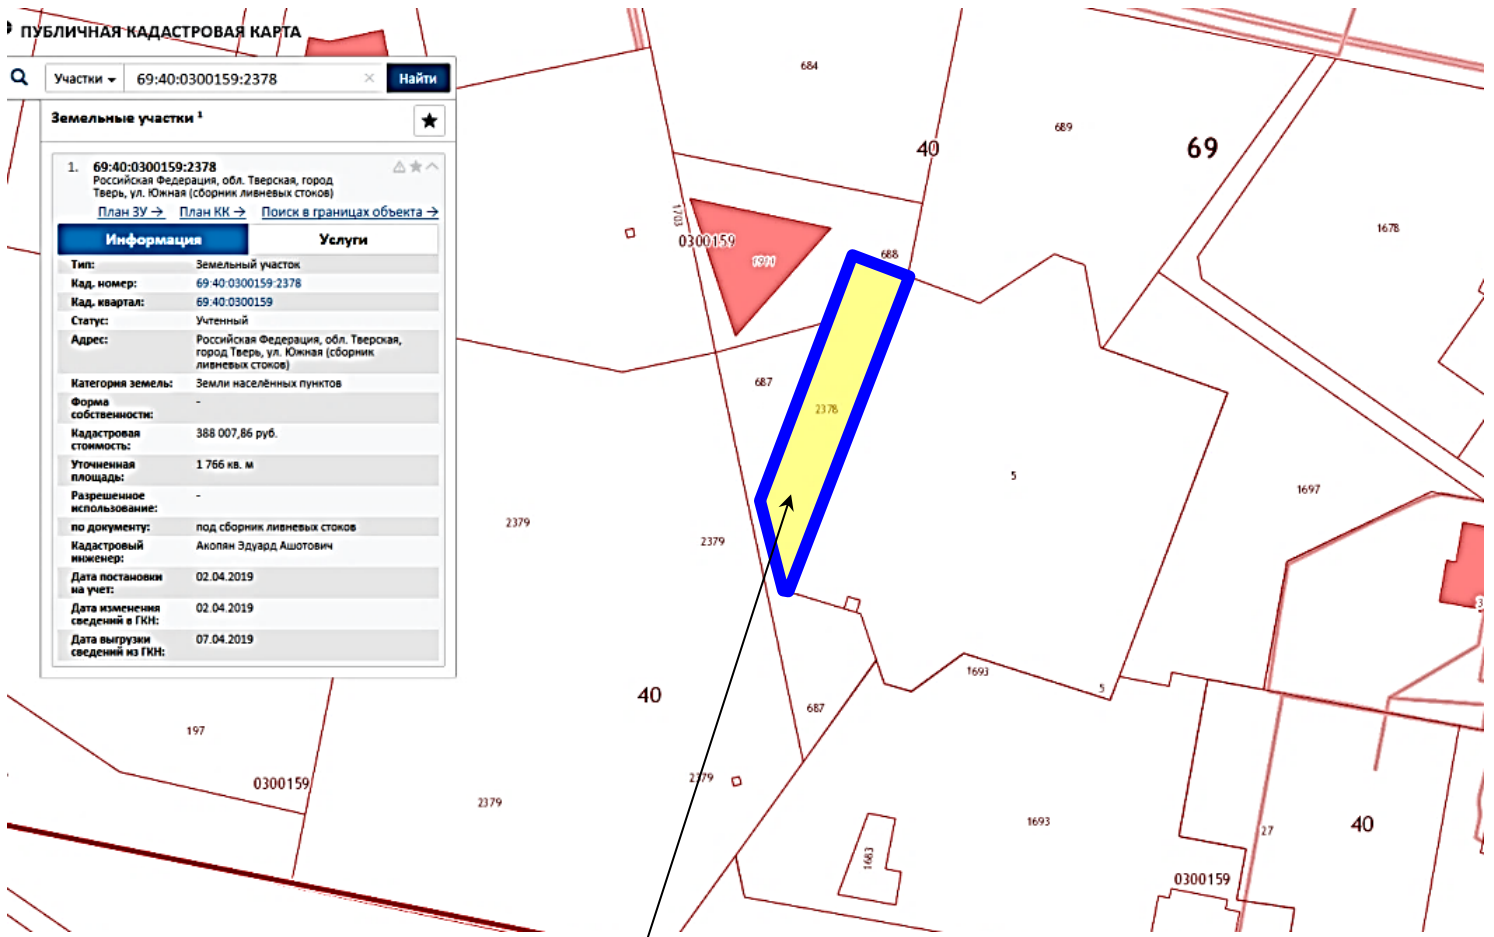 ПУБЛИЧНАЯ КАДАСТРОВАЯ КАРТА
Участки
69:40:0300159:2378
×
Найти
Земельные участки 1
1. 69:40:0300159:2378
Российская Федерация, обл. Тверская, город
Тверь, ул. Южная (сборник ливневых стоков)
План ЗУ → План КК → Поиск в границах объекта →
Информация Услуги
Тип: Земельный участок
Кад. номер: 69:40:0300159:2378
Кад. квартал: 69:40:0300159
Статус: Учтенный
Адрес: Российская Федерация, обл. Тверская,
город Тверь, ул. Южная (сборник
ливневых стоков)
Категория земель: Земли населённых пунктов
Форма
собственности: -
Кадастровая
стоимость: 388 007,86 руб.
Уточненная
площадь: 1 766 кв. м
Разрешенное
использование: -
по документу: под сборник ливневых стоков
Кадастровый
инженер: Акопян Эдуард Ашотович
Дата постановки
на учет: 02.04.2019
Дата изменения
сведений в ГКН: 02.04.2019
Дата выгрузки
сведений из ГКН: 07.04.2019
684
689
40
69
1703
0300159
1678
688
687
2378
5
1697
2379
2379
1693
5
40
687
197
0300159
2379
2379
1693
27
40
1683
0300159